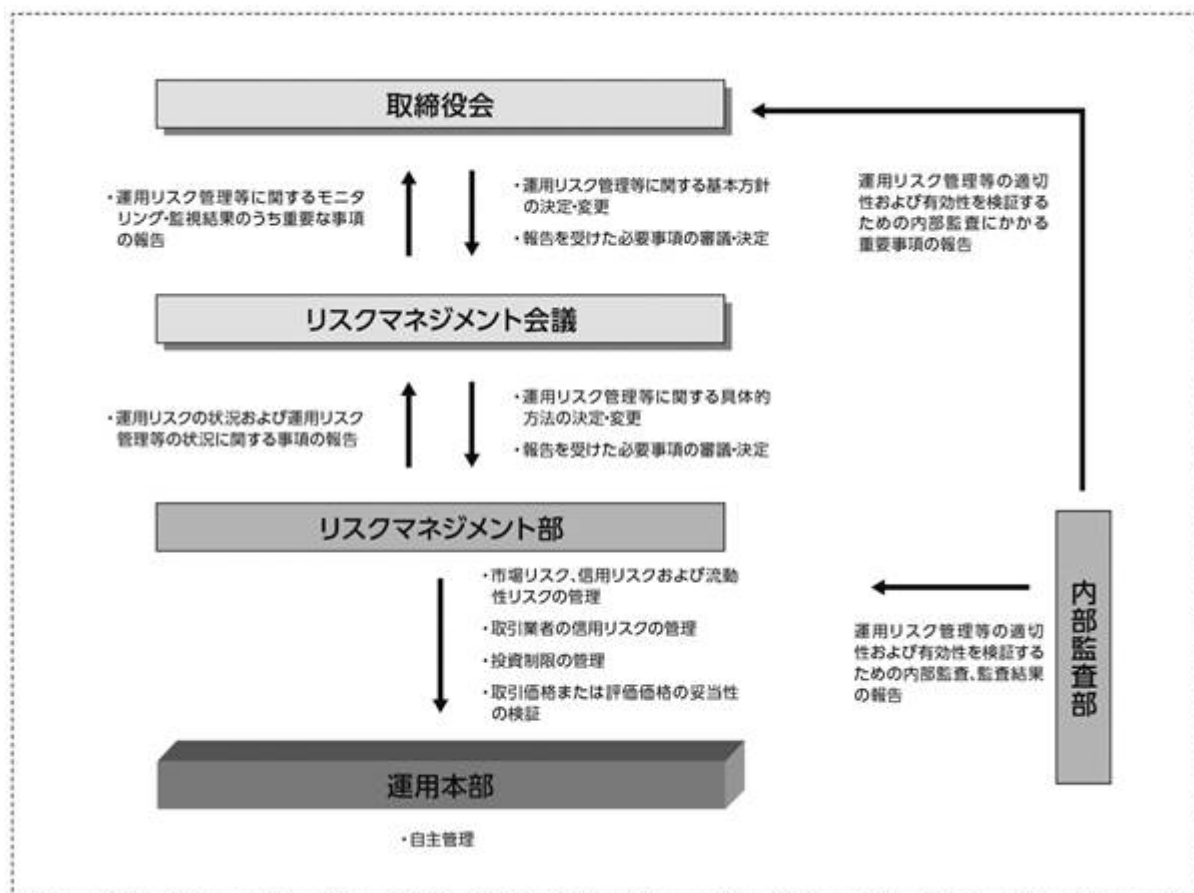 取締役会
・運用リスク管理等に関するモニタ
リング・監視結果のうち重要な事項
の報告
・運用リスク管理等に関する基本方針
の決定・変更
・報告を受けた必要事項の審議・決定
運用リスク管理等の適切
性および有効性を検証する
ための内部監査にかかる
重要事項の報告
リスクマネジメント会議
・運用リスクの状況および運用リスク
管理等の状況に関する事項の報告
・運用リスク管理等に関する具体的
方法の決定・変更
・報告を受けた必要事項の審議・決定
リスクマネジメント部
・市場リスク、信用リスクおよび流動
性リスクの管理
・取引業者の信用リスクの管理
・投資制限の管理
・取引価格または評価価格の妥当性
の検証
運用リスク管理等の適切
性および有効性を検証する
ための内部監査、監査結果
の報告
内部監査部
運用本部
・自主管理